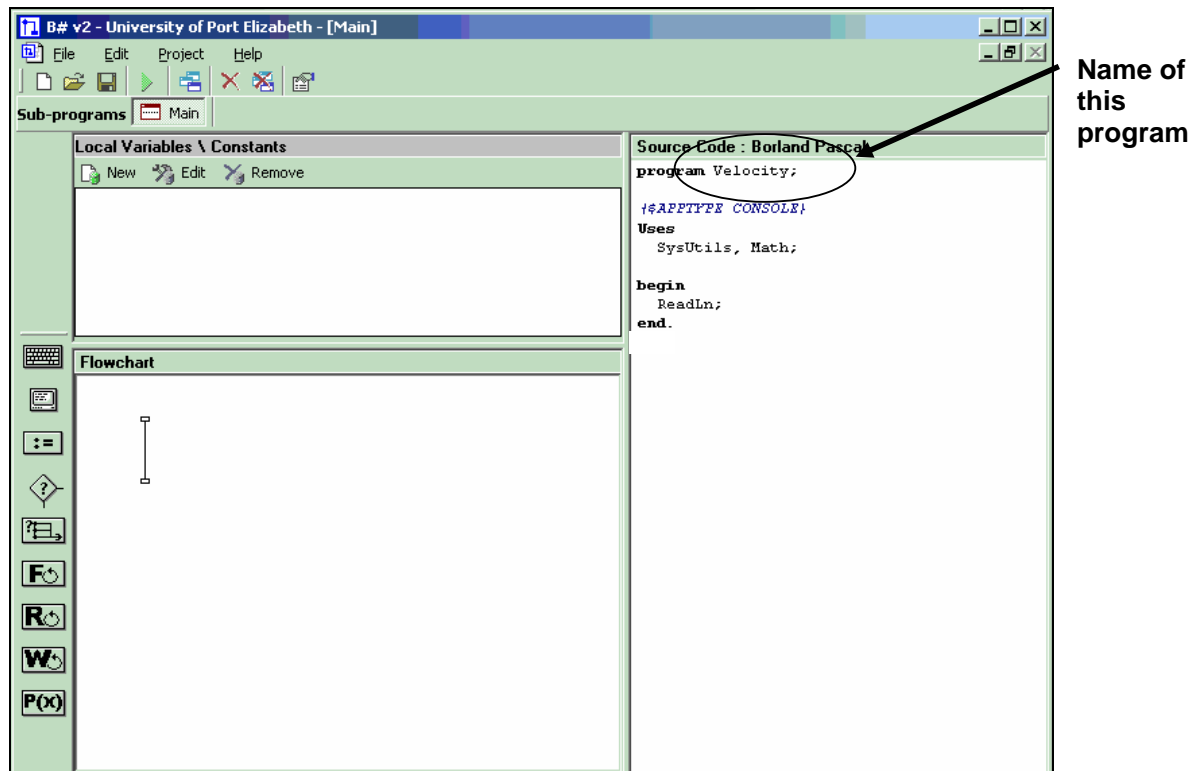 B# v2 - University of Port Elizabeth - [Main]
File Edit Project Help
Sub-programs Main
Local Variables \ Constants
New Edit Remove
Source Code : Borland Pascal
program Velocity;
{$APPTYPE CONSOLE}
Uses
SysUtils, Math;
begin
ReadLn;
end.
Flowchart
:=
?
?
F
R
W
P(x)
Name of
this
program